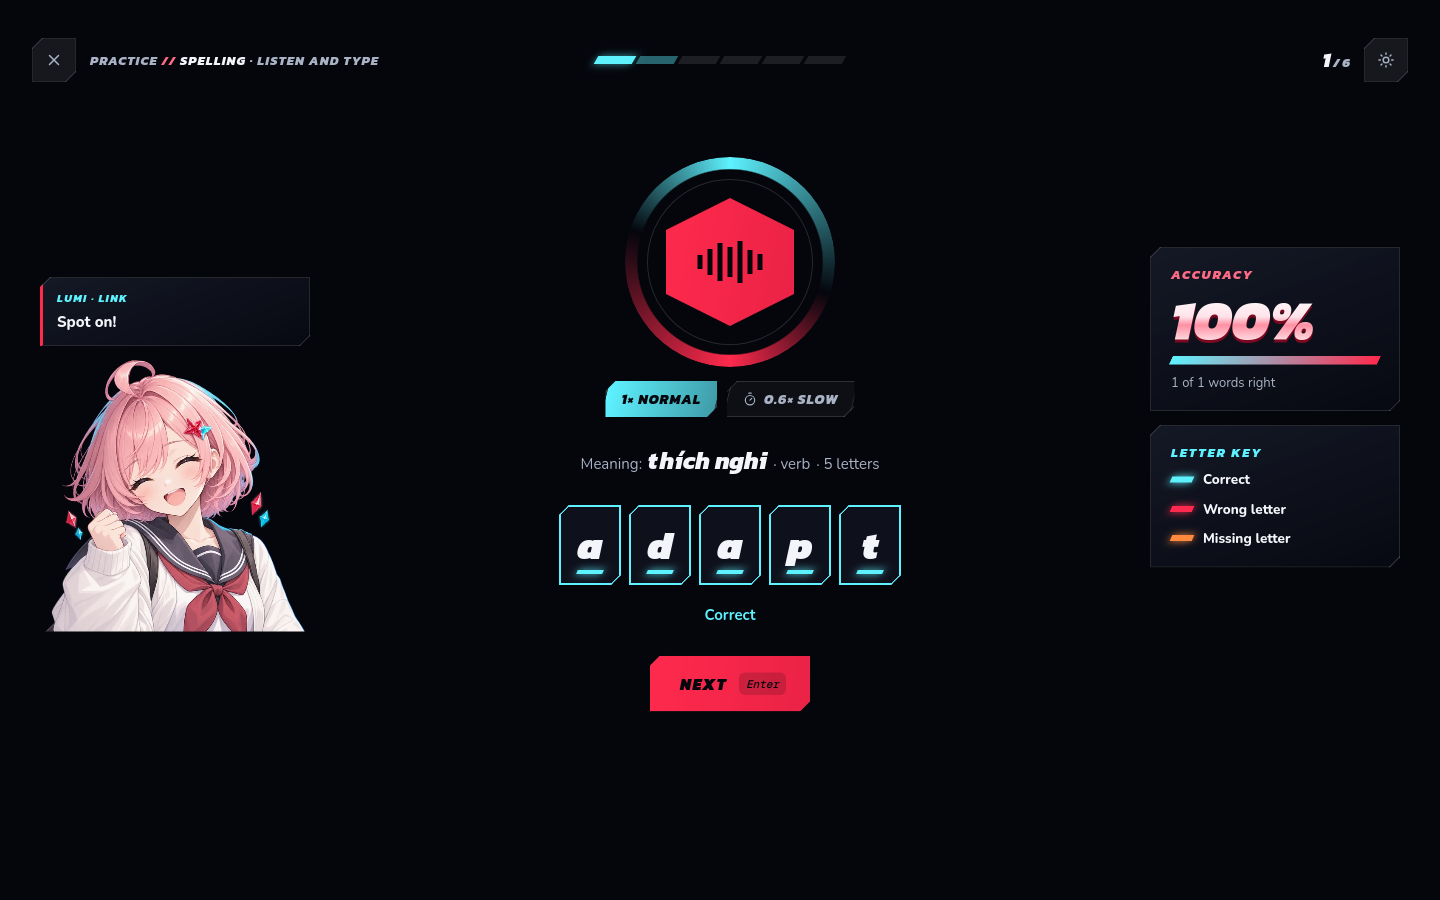 PRACTICE // SPELLING · LISTEN AND TYPE
1/6
LUMI · LINK
Spot on!
1× NORMAL
0.6× SLOW
Meaning: thích nghi · verb · 5 letters
a d a p t
Correct
NEXT Enter
ACCURACY
100%
1 of 1 words right
LETTER KEY
Correct
Wrong letter
Missing letter